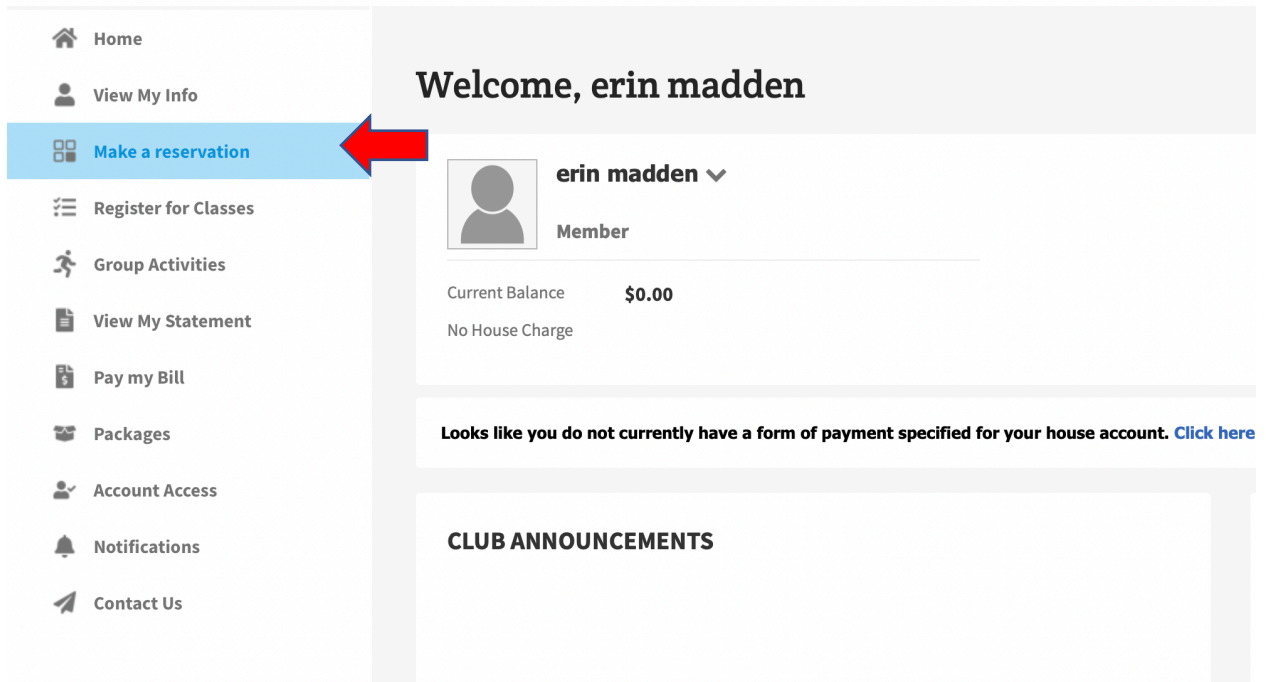 Home
View My Info
Make a reservation
Register for Classes
Group Activities
View My Statement
Pay my Bill
Packages
Account Access
Notifications
Contact Us
Welcome, erin madden
erin madden
Member
Current Balance $0.00
No House Charge
Looks like you do not currently have a form of payment specified for your house account. Click here
CLUB ANNOUNCEMENTS